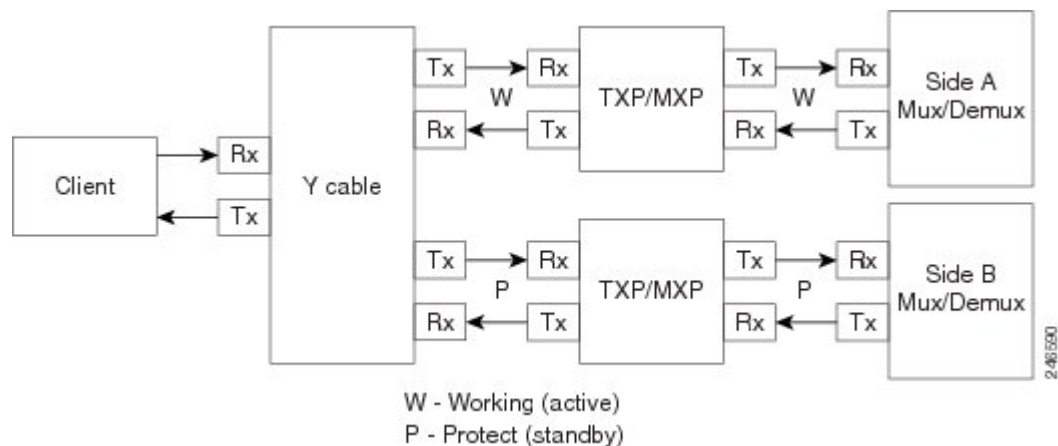 Tx
Rx
Tx
Rx
W
TXP/MXP
W
Side A
Mux/Demux
Rx
Tx
Rx
Tx
Rx
Client
Y cable
Tx
Tx
Rx
Tx
Rx
P
TXP/MXP
P
Side B
Mux/Demux
Rx
Tx
Rx
Tx
246590
W - Working (active)
P - Protect (standby)